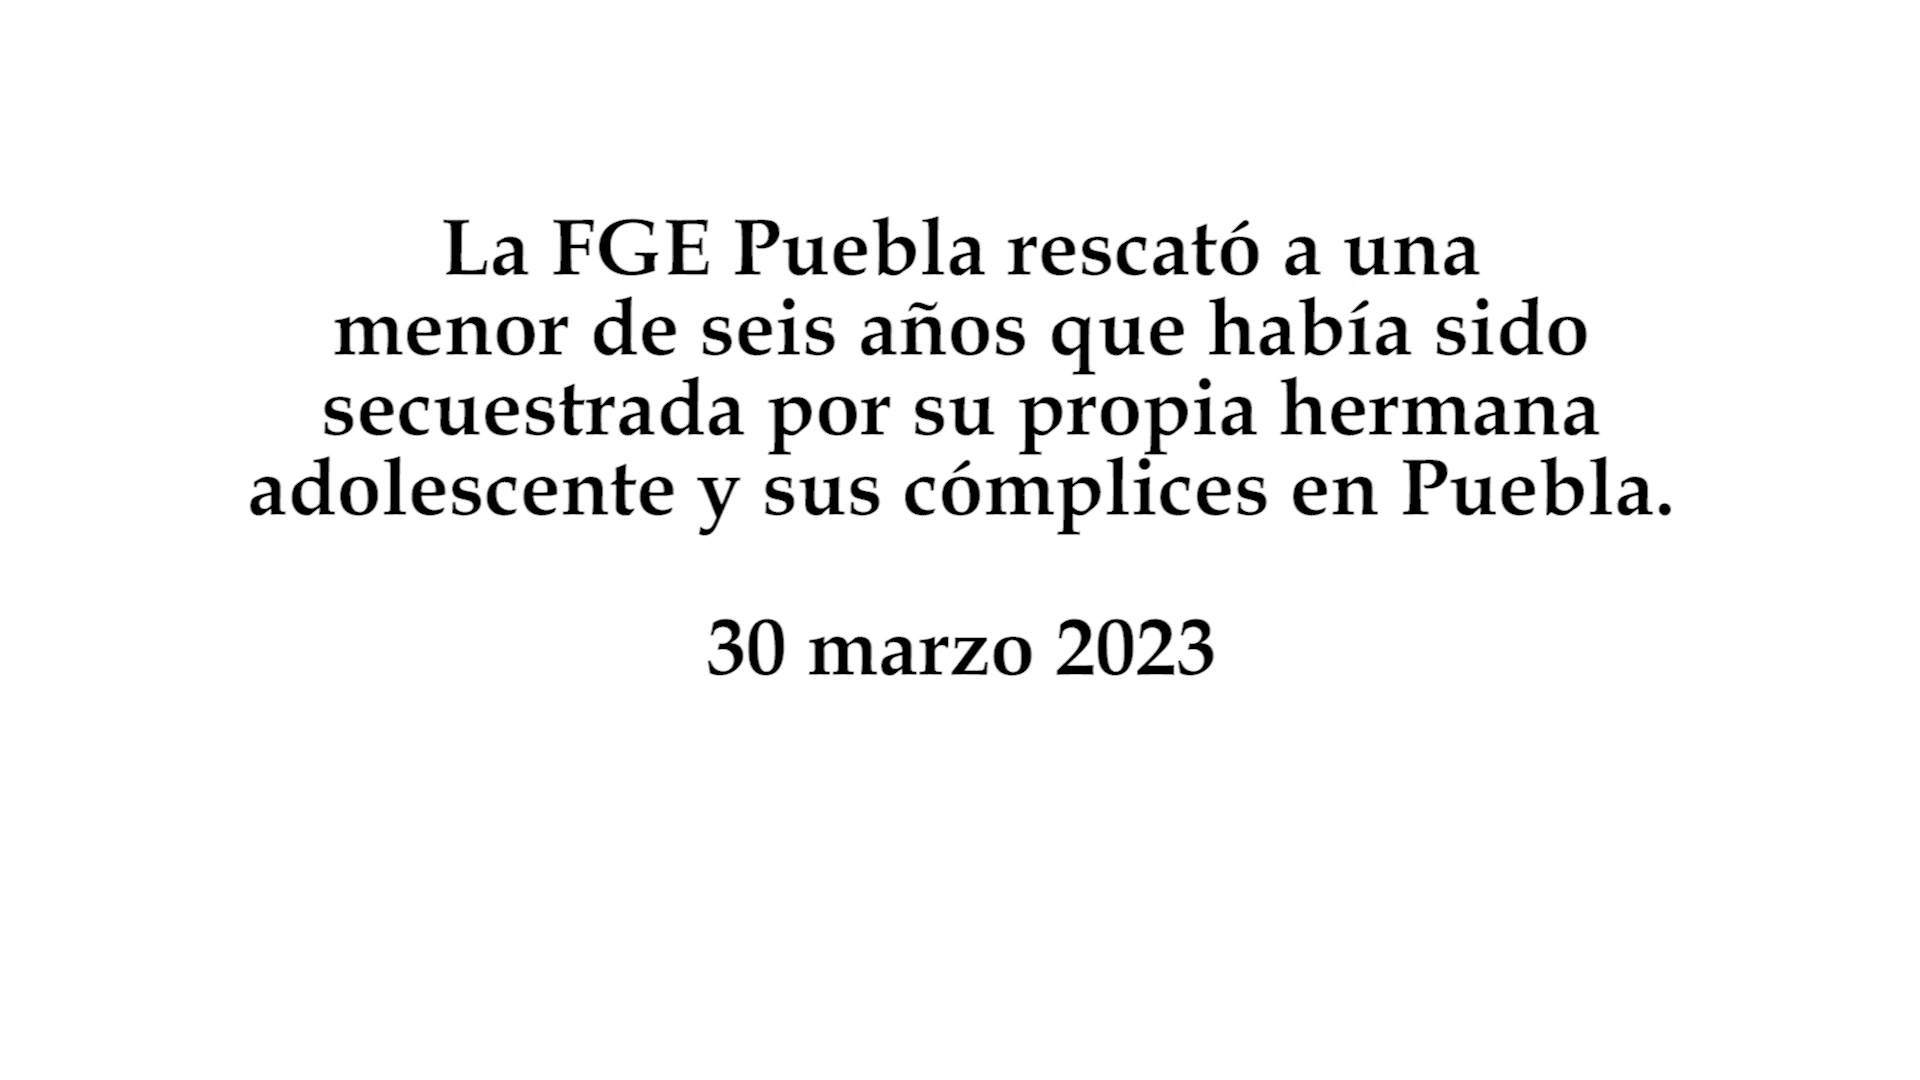 La FGE Puebla rescató a una
menor de seis años que había sido
secuestrada por su propia hermana
adolescente y sus cómplices en Puebla.
30 marzo 2023